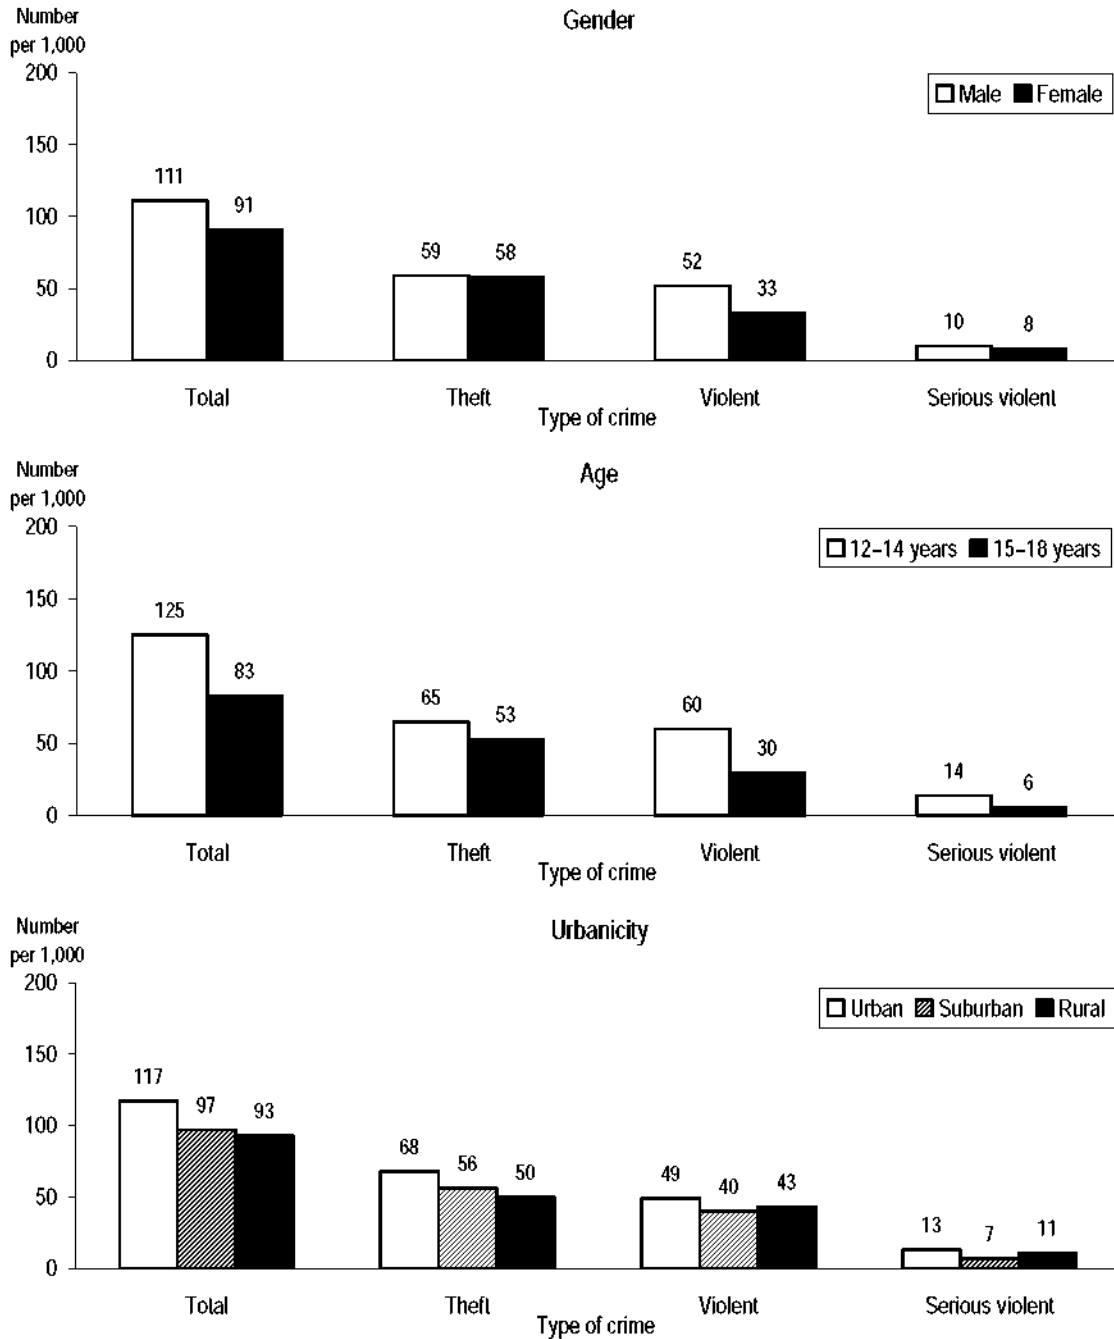 Number
per 1,000
Gender
200
Male Female
150
111
100
91
59 58
52
50
33
10 8
0
Total Theft Violent Serious violent
Type of crime
Number
per 1,000
Age
200
12–14 years 15–18 years
150
125
100
83
65
53
60
50
30
14
6
0
Total Theft Violent Serious violent
Type of crime
Number
per 1,000
Urbanicity
200
Urban Suburban Rural
150
117
97 93
100
68
56
50
49
40
43
50
13
7
11
0
Total Theft Violent Serious violent
Type of crime